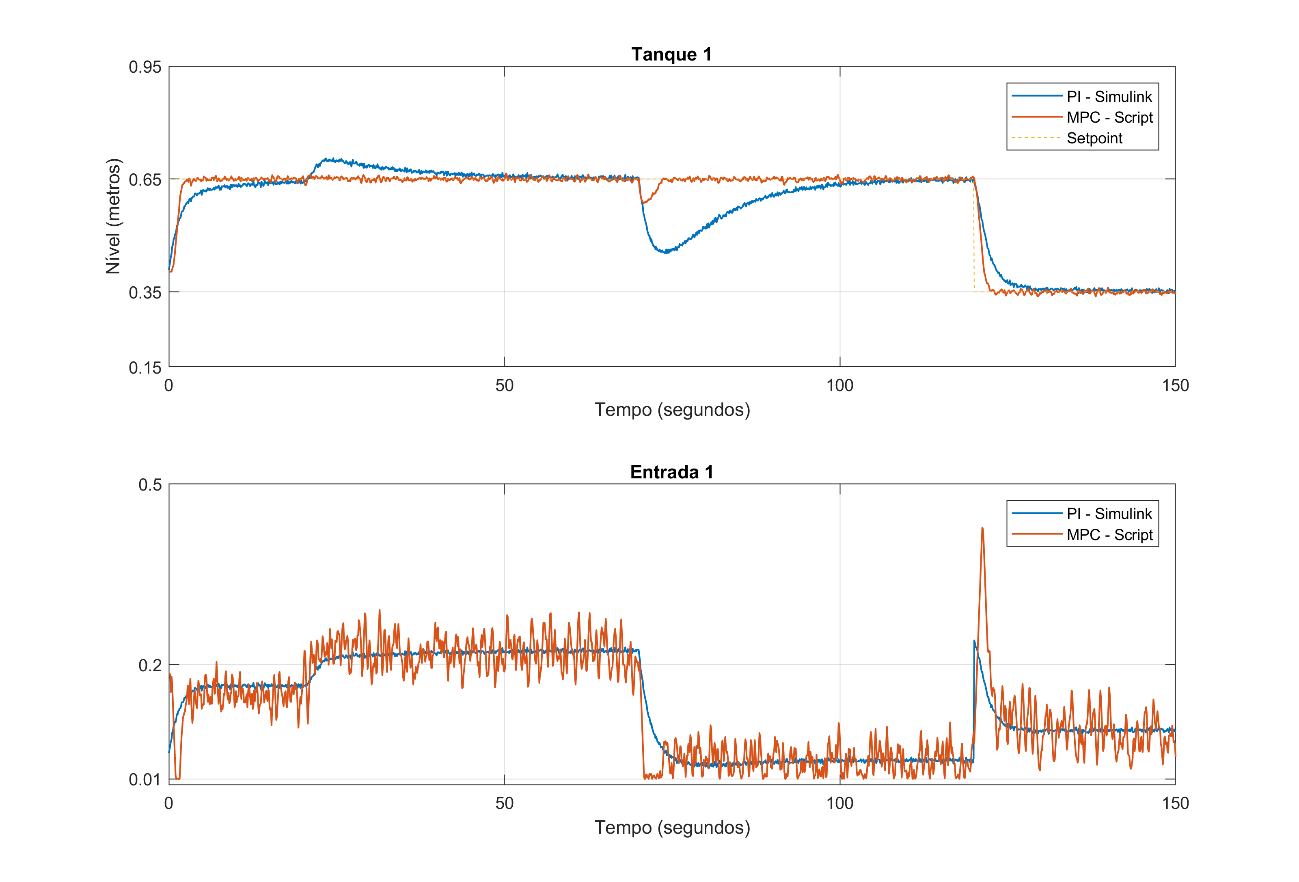 Tanque 1
0.95
0.65
0.35
0.15
Nível (metros)
PI - Simulink
MPC - Script
Setpoint
0
50
100
150
Tempo (segundos)
Entrada 1
0.5
0.2
0.01
PI - Simulink
MPC - Script
0
50
100
150
Tempo (segundos)